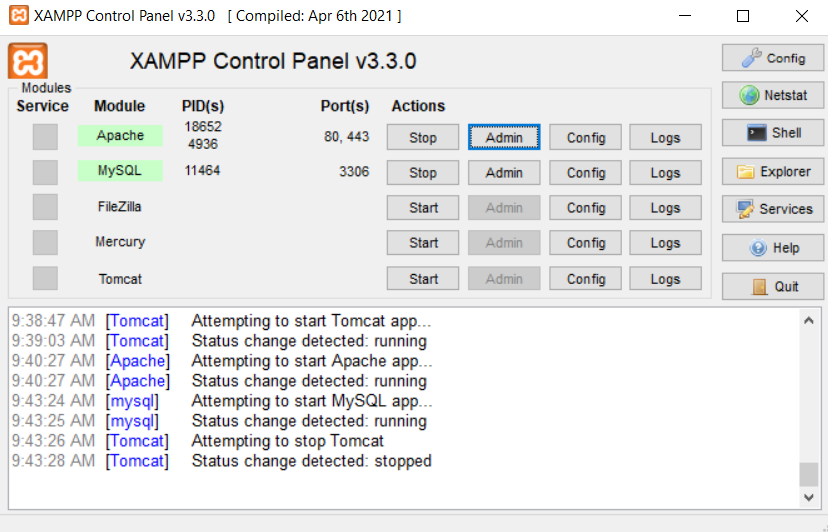 XAMPP Control Panel v3.3.0 [ Compiled: Apr 6th 2021 ]
XAMPP Control Panel v3.3.0
Config
Modules
Service Module PID(s) Port(s) Actions
Netstat
Apache 18652 4936 80, 443 Stop Admin Config Logs
Shell
MySQL 11464 3306 Stop Admin Config Logs
Explorer
FileZilla Start Admin Config Logs
Services
Mercury Start Admin Config Logs
Help
Tomcat Start Admin Config Logs
Quit
9:38:47 AM [Tomcat] Attempting to start Tomcat app...
9:39:03 AM [Tomcat] Status change detected: running
9:40:27 AM [Apache] Attempting to start Apache app...
9:40:27 AM [Apache] Status change detected: running
9:43:24 AM [mysql] Attempting to start MySQL app...
9:43:25 AM [mysql] Status change detected: running
9:43:26 AM [Tomcat] Attempting to stop Tomcat
9:43:28 AM [Tomcat] Status change detected: stopped